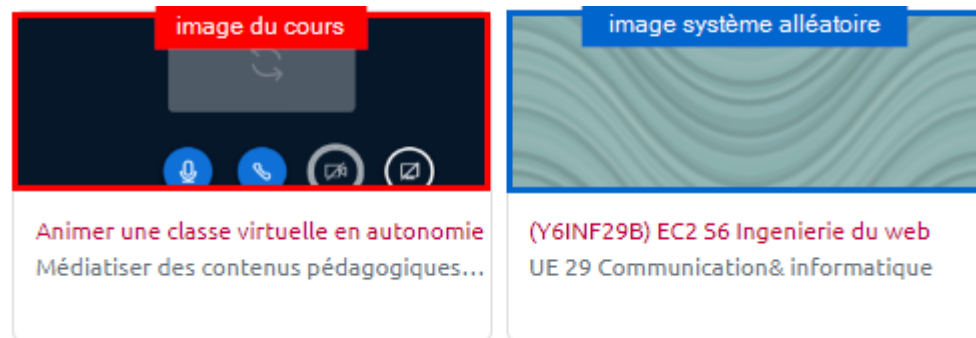 image du cours
image système alléatoire
Animer une classe virtuelle en autonomie
Médiatiser des contenus pédagogiques...
(Y6INF29B) EC2 S6 Ingenierie du web
UE 29 Communication& informatique